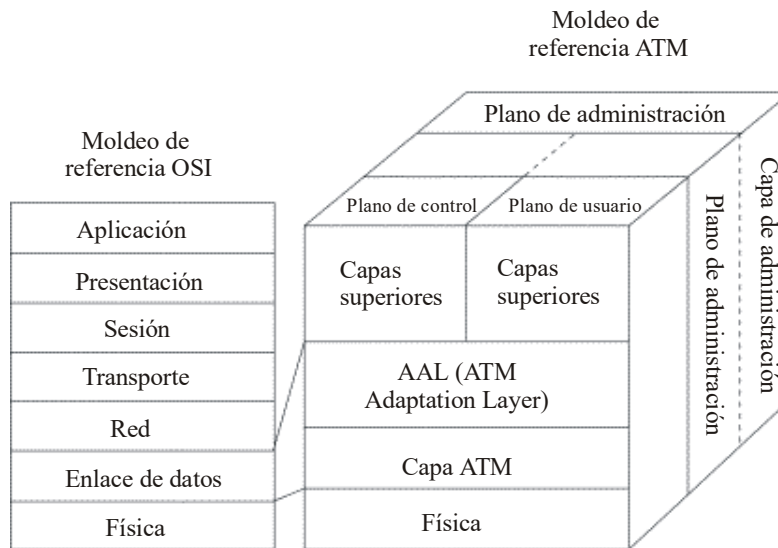 Moldeo de
referencia ATM
Moldeo de
referencia OSI
Aplicación
Presentación
Sesión
Transporte
Red
Enlace de datos
Física
Plano de administración
Plano de control
Plano de usuario
Capas
superiores
Capas
superiores
AAL (ATM
Adaptation Layer)
Capa ATM
Física
Plano de administración
Capa de administración